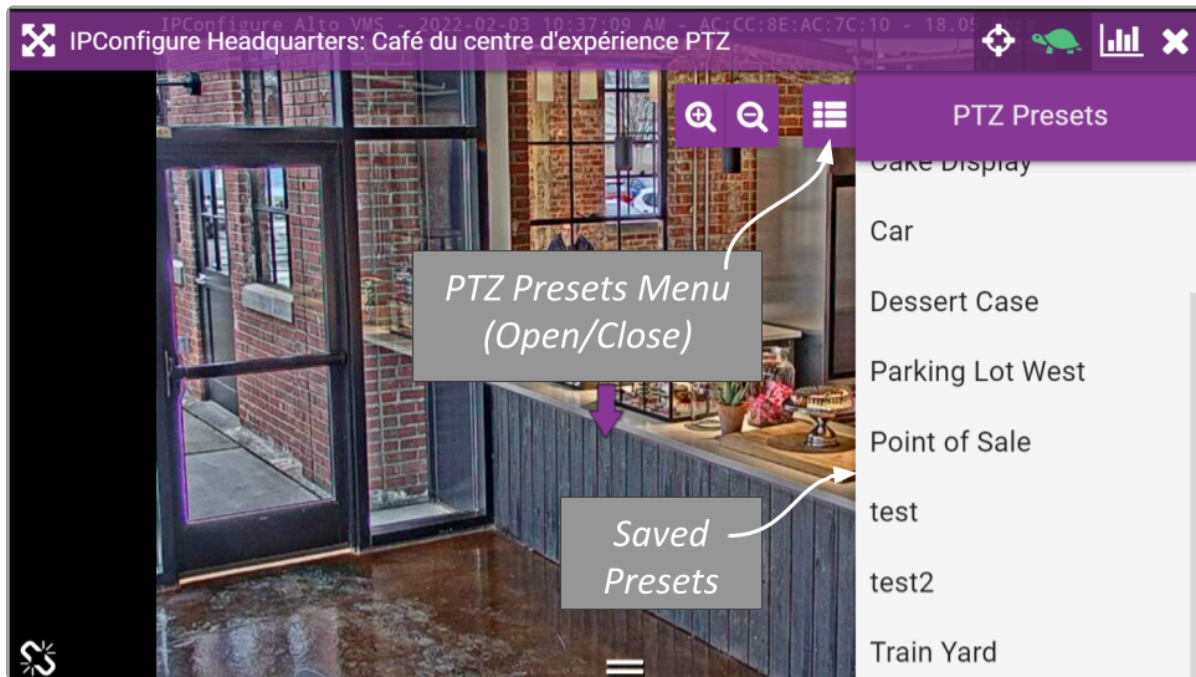 IPConfigure Alto VMS - 2022-02-03 10:37:09 AM - AC:CC:8E:AC:7C:10 - 18.0
IPConfigure Headquarters: Café du centre d'expérience PTZ
PTZ Presets
Cake Display
Car
Dessert Case
Parking Lot West
Point of Sale
test
test2
Train Yard
PTZ Presets Menu
(Open/Close)
Saved
Presets